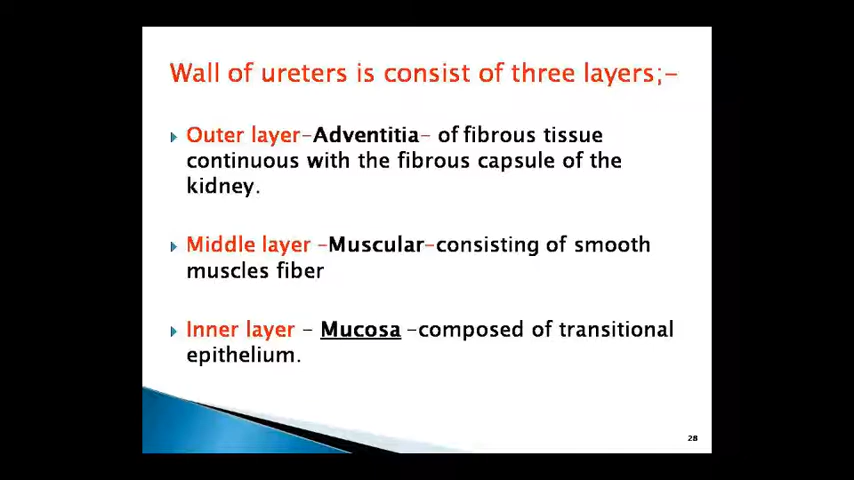 Wall of ureters is consist of three layers;-
Outer layer-Adventitia- of fibrous tissue
continuous with the fibrous capsule of the
kidney.
Middle layer -Muscular-consisting of smooth
muscles fiber
Inner layer - Mucosa -composed of transitional
epithelium.
28